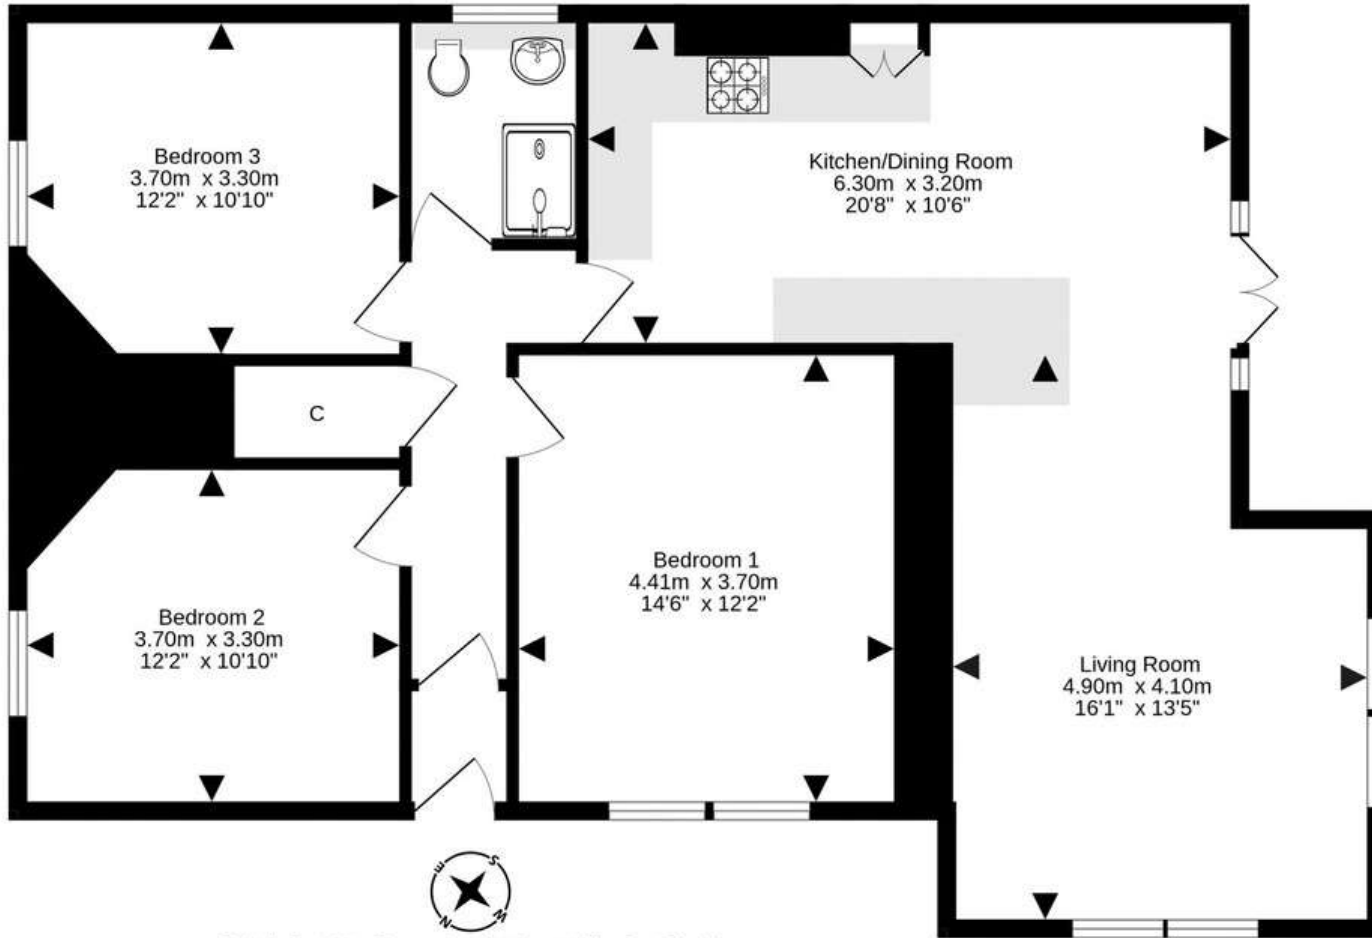 Bedroom 3
3.70m x 3.30m
12'2" x 10'10"
Kitchen/Dining Room
6.30m x 3.20m
20'8" x 10'6"
C
Bedroom 1
4.41m x 3.70m
14'6" x 12'2"
Bedroom 2
3.70m x 3.30m
12'2" x 10'10"
Living Room
4.90m x 4.10m
16'1" x 13'5"
E
S
N
W